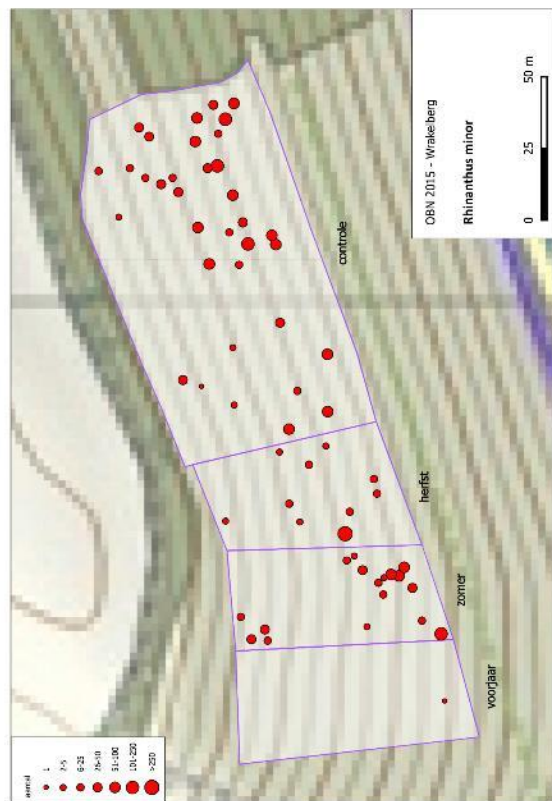 OBN 2015 - Wrakelberg
Rhinanthus minor
0 25 50 m
controle
herfst
zomer
voorjaar
aantal
1
2-5
6-25
26-50
51-100
101-250
>250